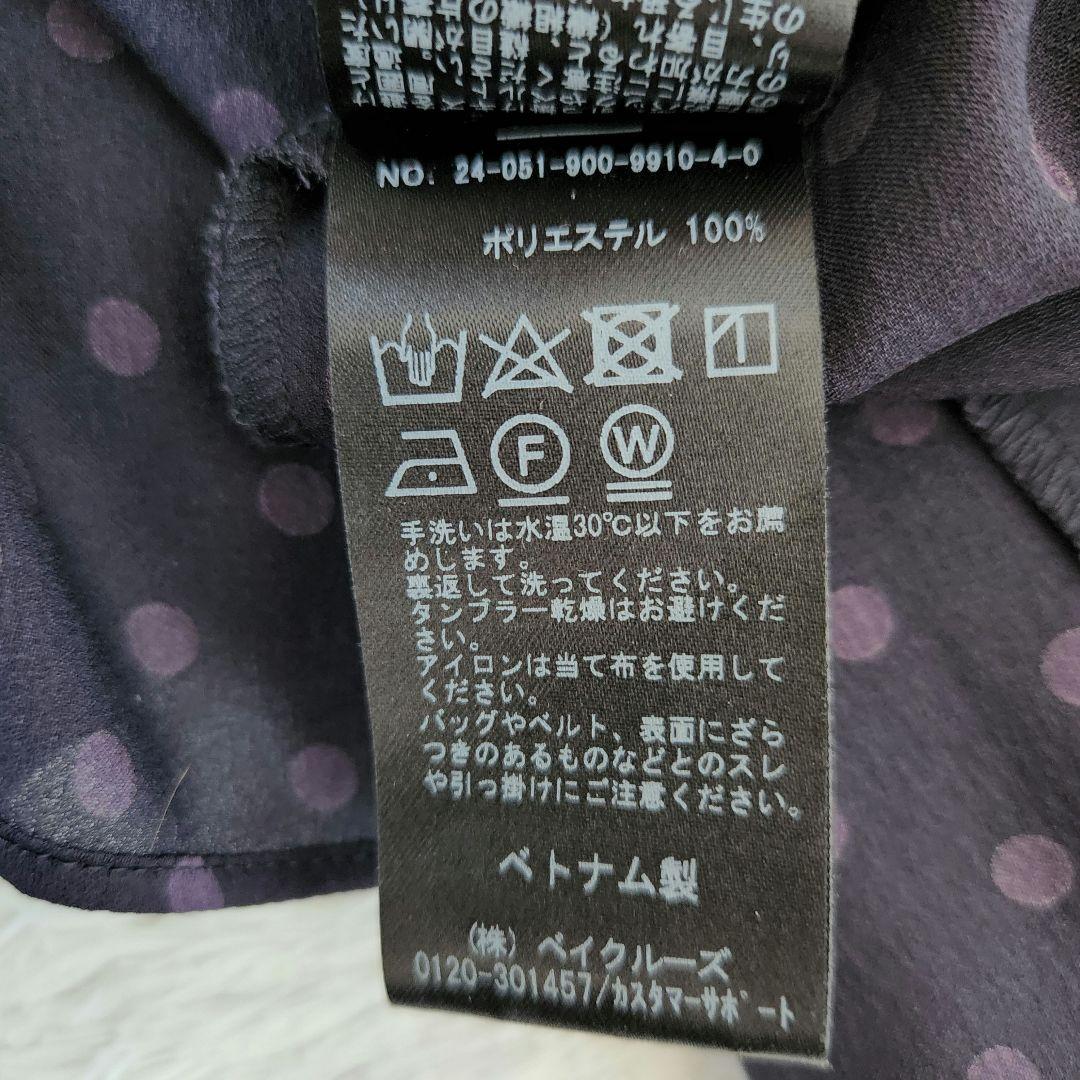 NO. 24-051-900-9910-4-0
ポリエステル 100%
F W
手洗いは水温30℃以下をお薦
めします。
裏返して洗ってください。
タンブラー乾燥はお避けくだ
さい。
アイロンは当て布を使用して
ください。
バッグやベルト、表面にざら
つきのあるものなどとのスレ
や引っ掛けにご注意ください。
ベトナム製
(株) ベイクルーズ
0120-301457/カスタマーサポート